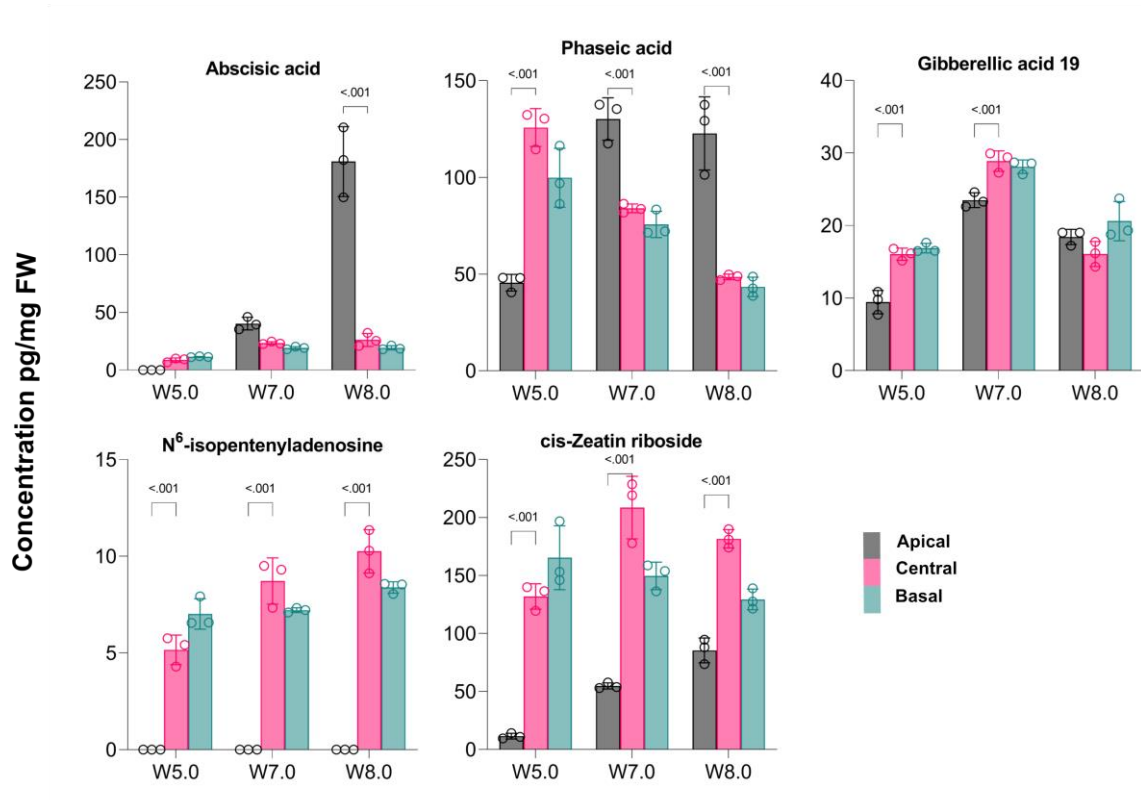 Concentration pg/mg FW
Abscisic acid
250
200
150
100
50
0
<.001
W5.0 W7.0 W8.0
Phaseic acid
150
100
50
0
<.001 <.001 <.001
W5.0 W7.0 W8.0
Gibberellic acid 19
40
30
20
10
0
<.001 <.001
W5.0 W7.0 W8.0
N⁶-isopentenyladenosine
15
10
5
0
<.001 <.001 <.001
W5.0 W7.0 W8.0
cis-Zeatin riboside
250
200
150
100
50
0
<.001 <.001 <.001
W5.0 W7.0 W8.0
Apical
Central
Basal